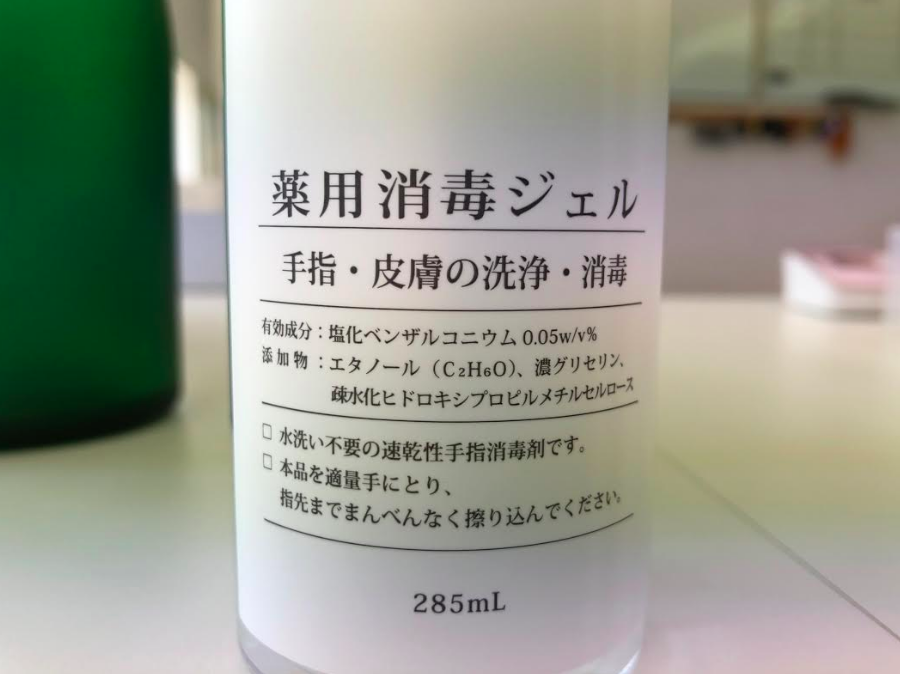 薬用消毒ジェル
手指・皮膚の洗浄・消毒
有効成分：塩化ベンザルコニウム 0.05w/v%
添加物：エタノール（C₂H₆O）、濃グリセリン、
疎水化ヒドロキシプロピルメチルセルロース
□ 水洗い不要の速乾性手指消毒剤です。
□ 本品を適量手にとり、
指先までまんべんなく擦り込んでください。
285mL